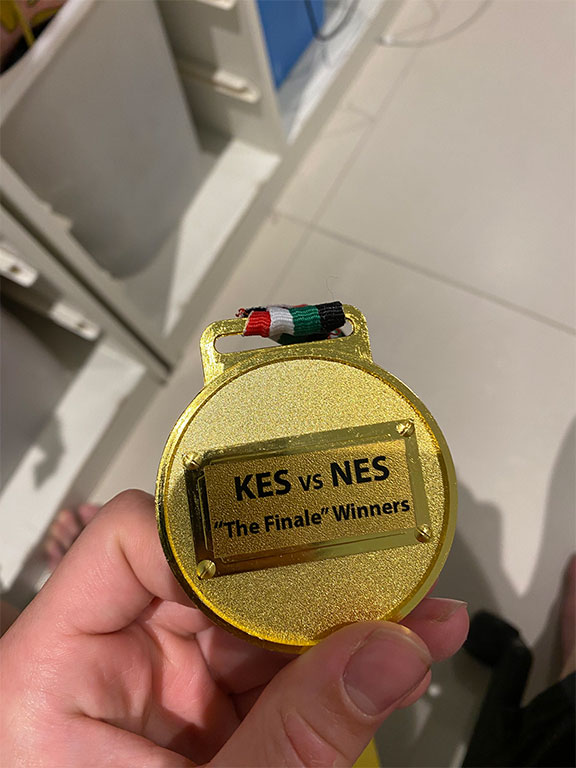 KES vs NES
“The Finale” Winners